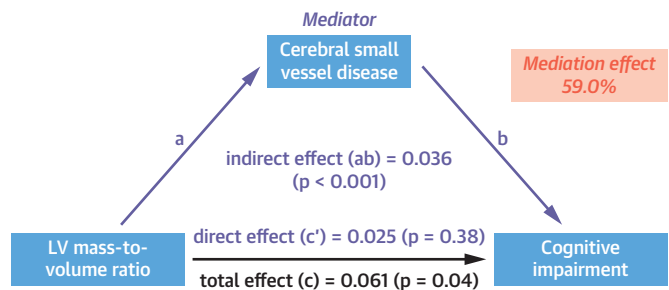 Mediator
Cerebral small
vessel disease
Mediation effect
59.0%
a
b
indirect effect (ab) = 0.036
(p < 0.001)
LV mass-to-
volume ratio
direct effect (c') = 0.025 (p = 0.38)
total effect (c) = 0.061 (p = 0.04)
Cognitive
impairment